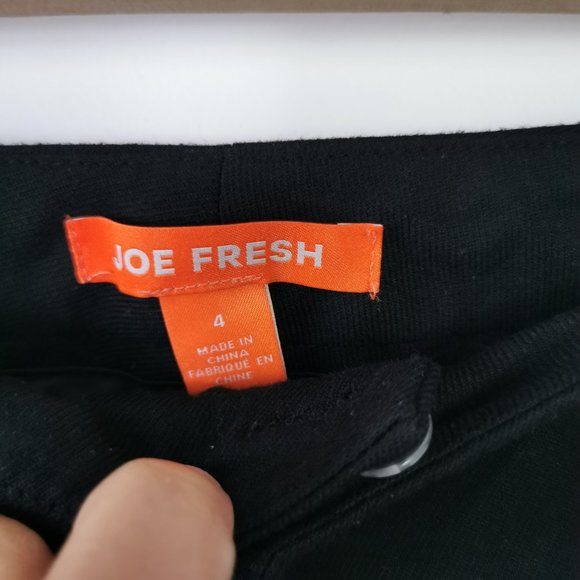 JOE FRESH
4
MADE IN
CHINA
FABRIQUÉ EN
CHINE